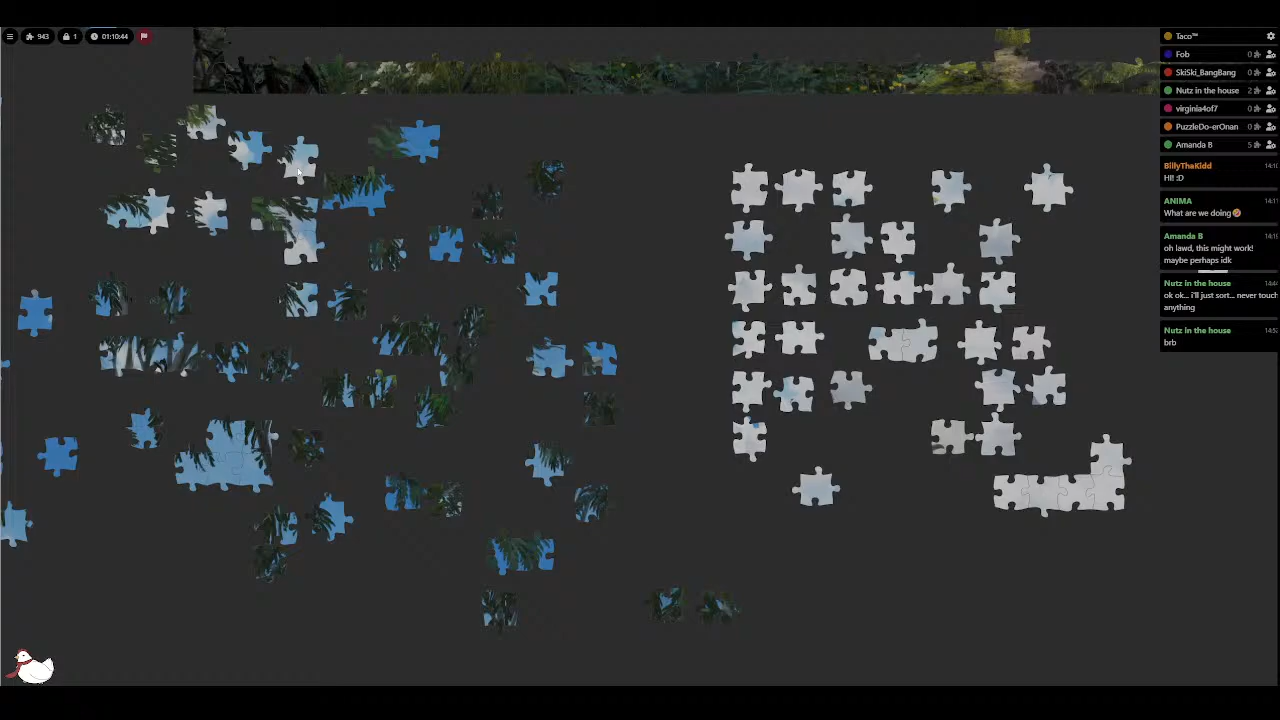 943
1
01:10:44
Taco™
Fob 0
SkiSki_BangBang 0
Nutz in the house 2
virginia4of7 0
PuzzleDo-erOnan 0
Amanda B 5
BillyThaKidd
HI! :D
ANIMA
What are we doing🤣
Amanda B
oh lawd, this might work!
maybe perhaps idk
Nutz in the house
ok ok... i'll just sort... never touch
anything
Nutz in the house
brb